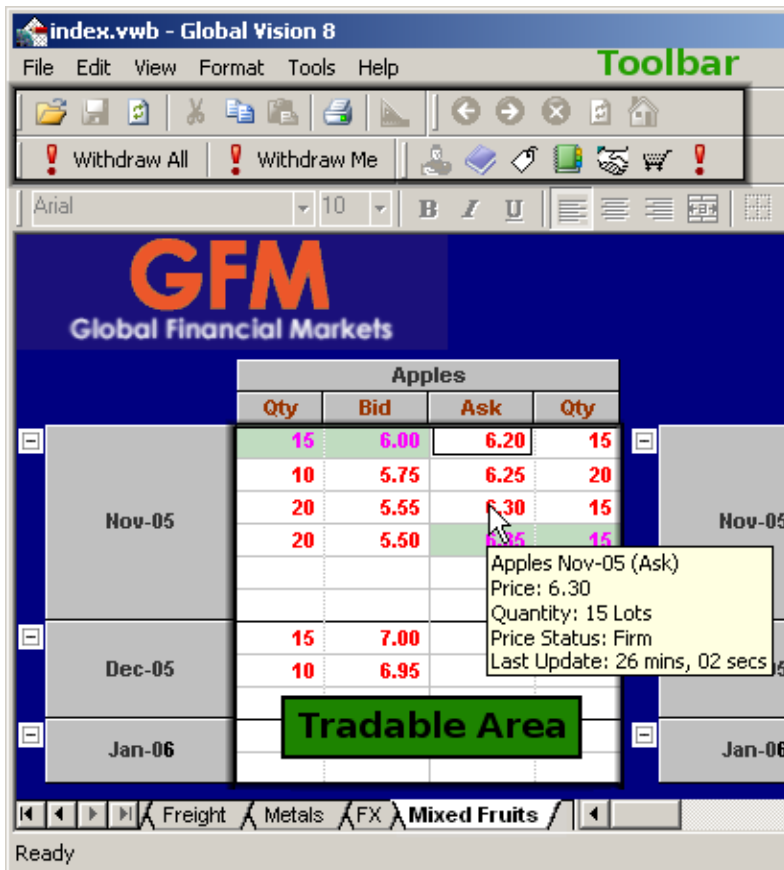 index.vwb - Global Vision 8
File Edit View Format Tools Help
Toolbar
Withdraw All Withdraw Me
Arial 10 B I U
GFM
Global Financial Markets
Apples
Qty Bid Ask Qty
15 6.00 6.20 15
10 5.75 6.25 20
Nov-05 20 5.55 6.30 15 Nov-05
20 5.50 6.35 15
Apples Nov-05 (Ask)
Price: 6.30
Quantity: 15 Lots
Price Status: Firm
Last Update: 26 mins, 02 secs
15 7.00
Dec-05 10 6.95
Tradable Area
Jan-06 Jan-06
Freight Metals FX Mixed Fruits
Ready